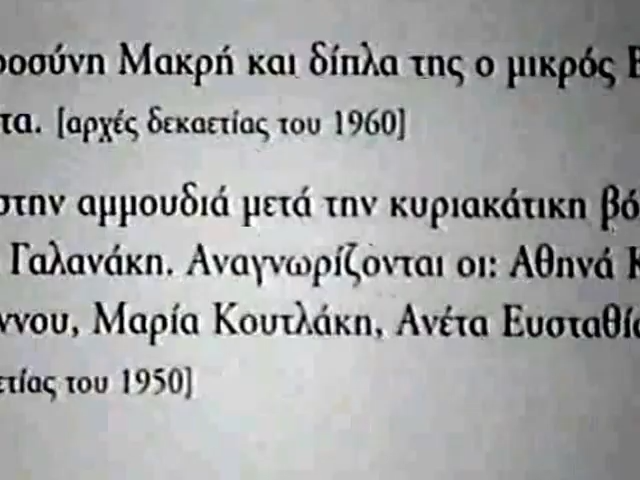 ροσύνη Μακρή και δίπλα της ο μικρός
τα. [αρχές δεκαετίας του 1960]
στην αμμουδιά μετά την κυριακάτικη βό
Γαλανάκη. Αναγνωρίζονται οι: Αθηνά Κ
ννου, Μαρία Κουτλάκη, Ανέτα Ευσταθί
ετίας του 1950]